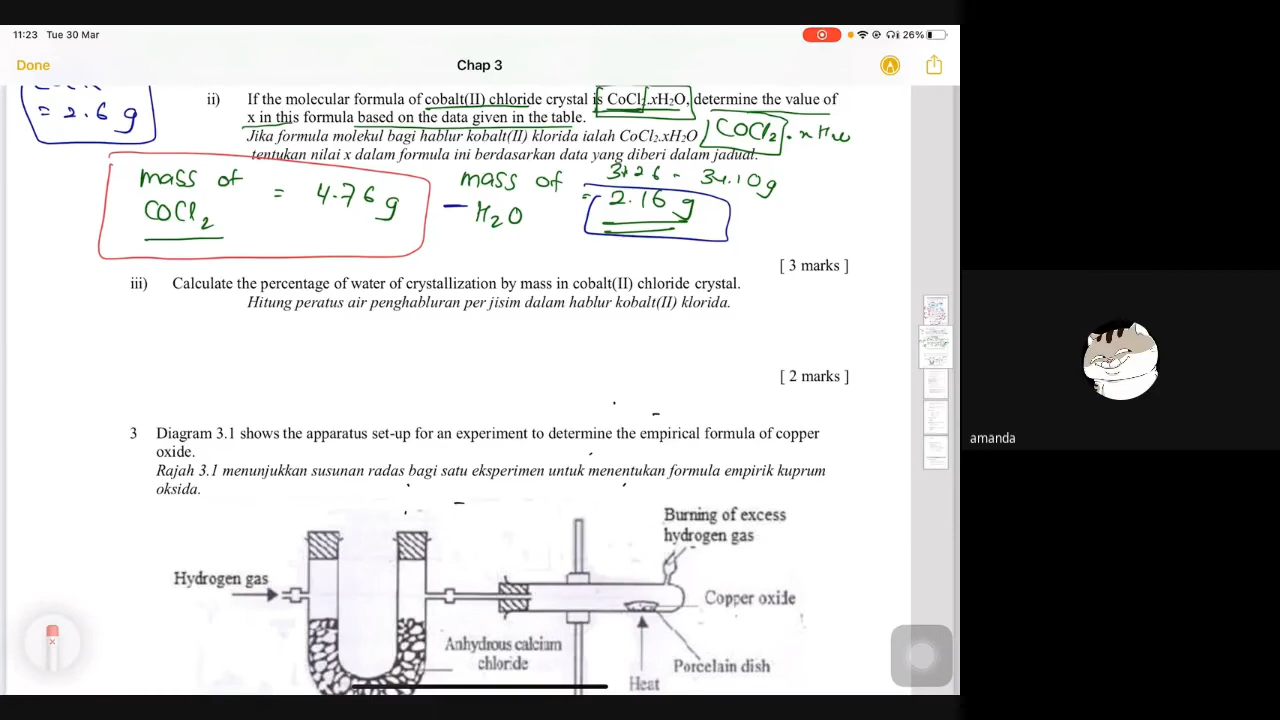 11:23 Tue 30 Mar
26%
Done
Chap 3
= 2.6 g
ii) If the molecular formula of cobalt(II) chloride crystal is CoCl2.xH2O, determine the value of
x in this formula based on the data given in the table.
Jika formula molekul bagi hablur kobalt(II) klorida ialah CoCl2.xH2O
COCl2 . x H2O
tentukan nilai x dalam formula ini berdasarkan data yang diberi dalam jadual.
mass of COCl2 = 4.76 g
mass of H2O = 2.16 g
- 34.10g
[ 3 marks ]
iii) Calculate the percentage of water of crystallization by mass in cobalt(II) chloride crystal.
Hitung peratus air penghabluran per jisim dalam hablur kobalt(II) klorida.
[ 2 marks ]
3 Diagram 3.1 shows the apparatus set-up for an experiment to determine the empirical formula of copper
oxide.
Rajah 3.1 menunjukkan susunan radas bagi satu eksperimen untuk menentukan formula empirik kuprum
oksida.
Burning of excess
hydrogen gas
Hydrogen gas
Copper oxide
Anhydrous calcium
chloride
Porcelain dish
Heat
amanda